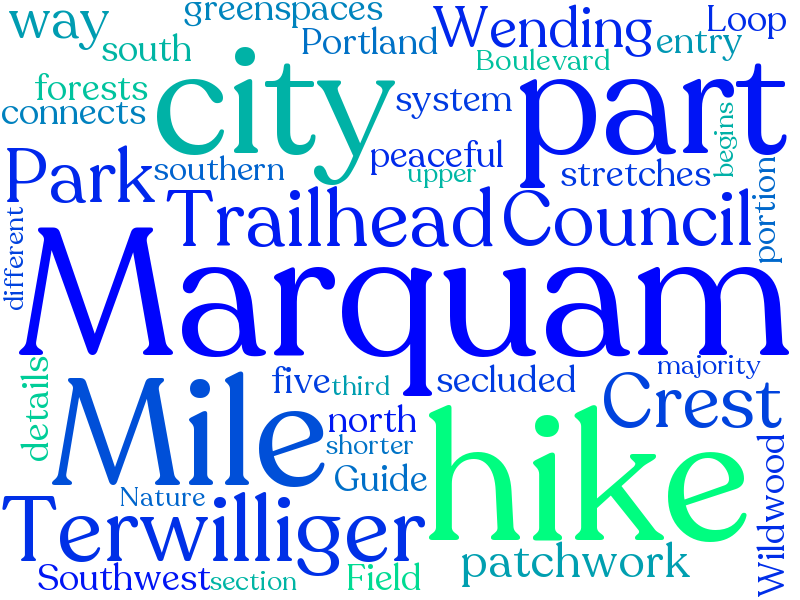 way
greenspaces
Wending
Loop
south
Portland
entry
Boulevard
forests
city
part
connects
system
begins
Park
southern
peaceful
upper
stretches
portion
Trailhead
Council
different
Marquam
details
Mile
five
third
secluded
majority
Crest
north
hike
shorter
Guide
Wildwood
Nature
Terwilliger
patchwork
Southwest
section
Field